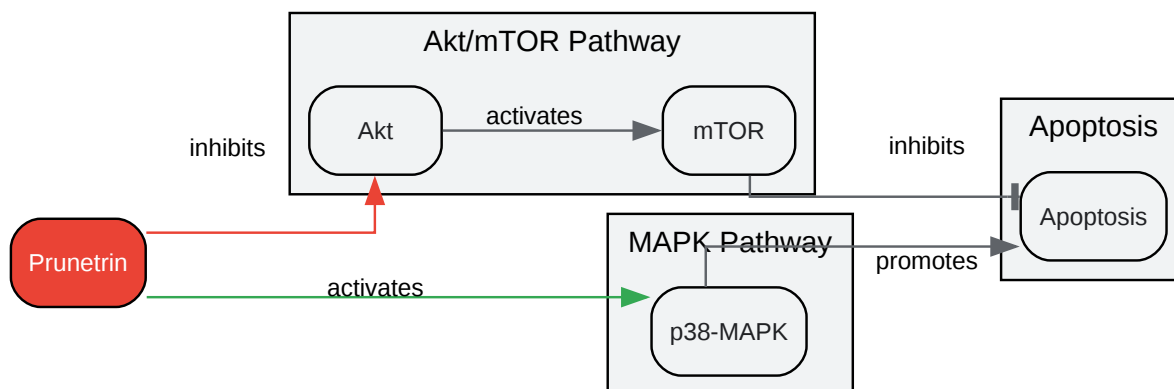 Akt/mTOR Pathway
Akt
activates
mTOR
inhibits
inhibits
Apoptosis
Apoptosis
Prunetrin
activates
MAPK Pathway
promotes
p38-MAPK